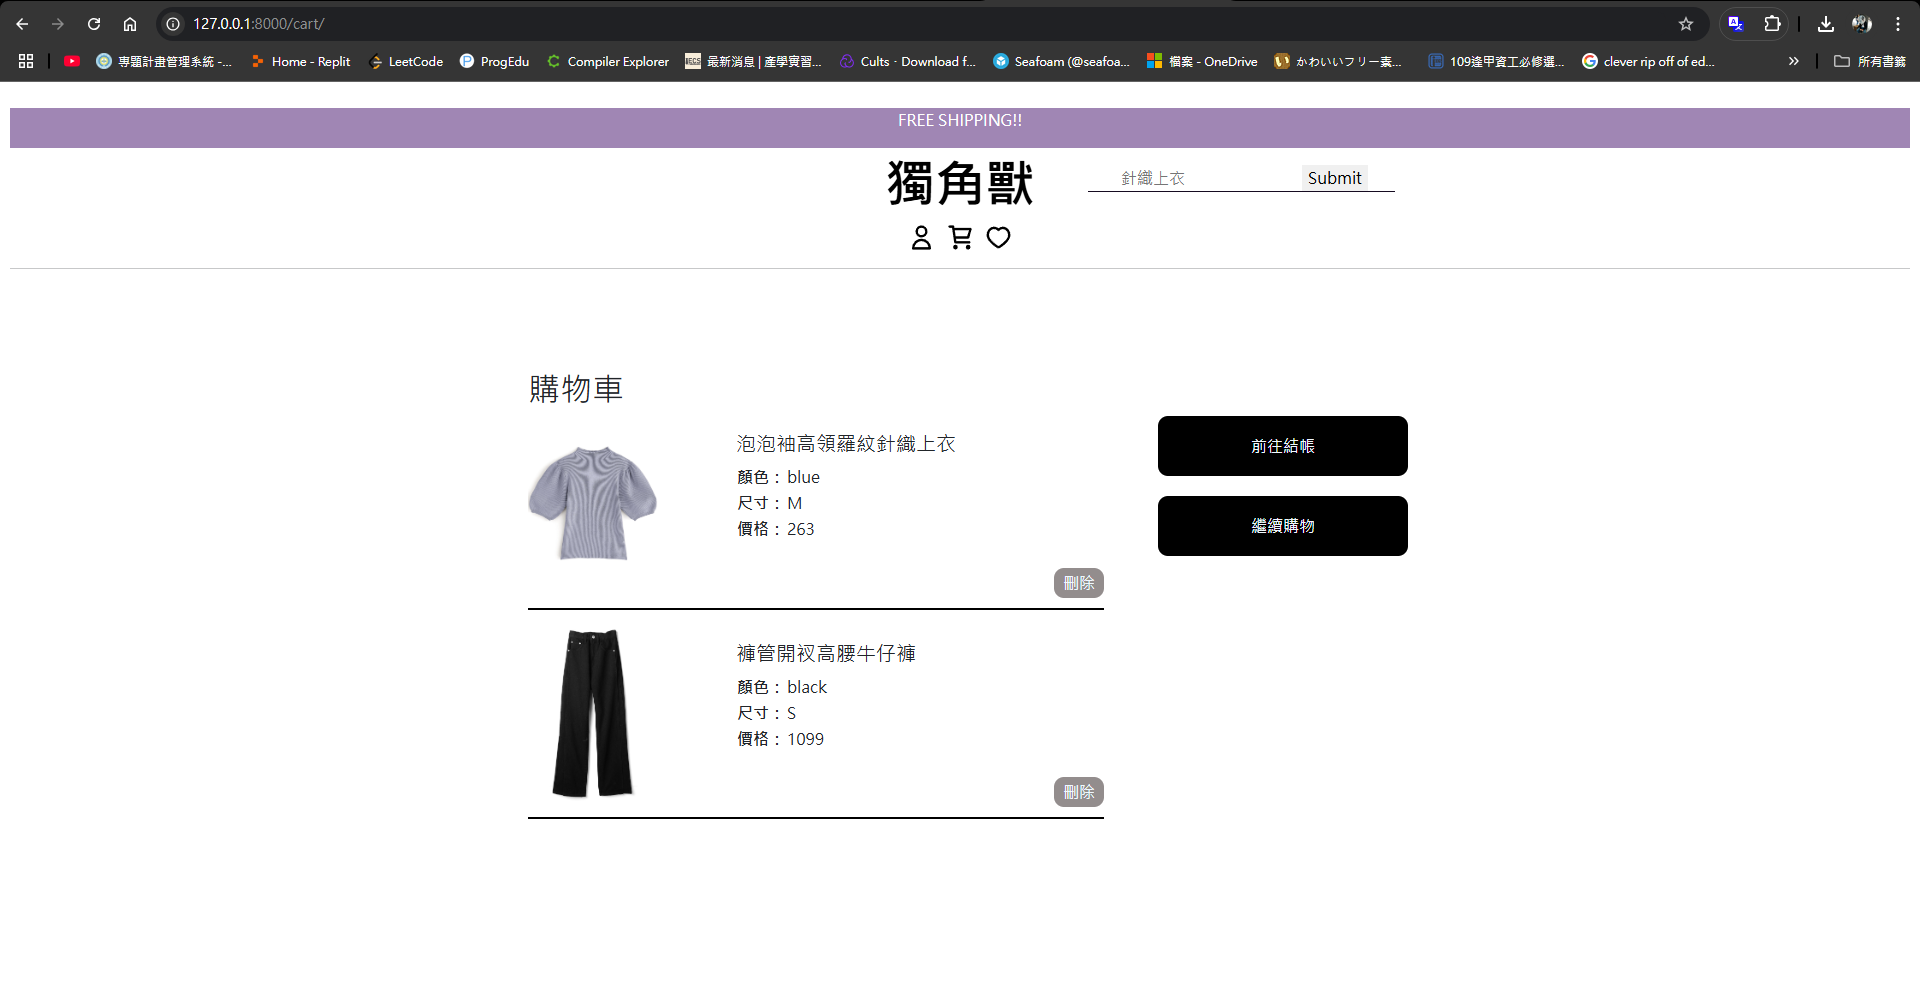 127.0.0.1:8000/cart/
專題計畫管理系統 -...
Home - Replit
LeetCode
ProgEdu
Compiler Explorer
最新消息 | 產學實習...
Cults · Download f...
Seafoam (@seafoa...
檔案 - OneDrive
かわいいフリー素...
109逢甲資工必修選...
clever rip off of ed...
所有書籤
FREE SHIPPING!!
獨角獸
針織上衣
Submit
購物車
泡泡袖高領羅紋針織上衣
顏色： blue
尺寸： M
價格： 263
刪除
前往結帳
繼續購物
褲管開衩高腰牛仔褲
顏色： black
尺寸： S
價格： 1099
刪除